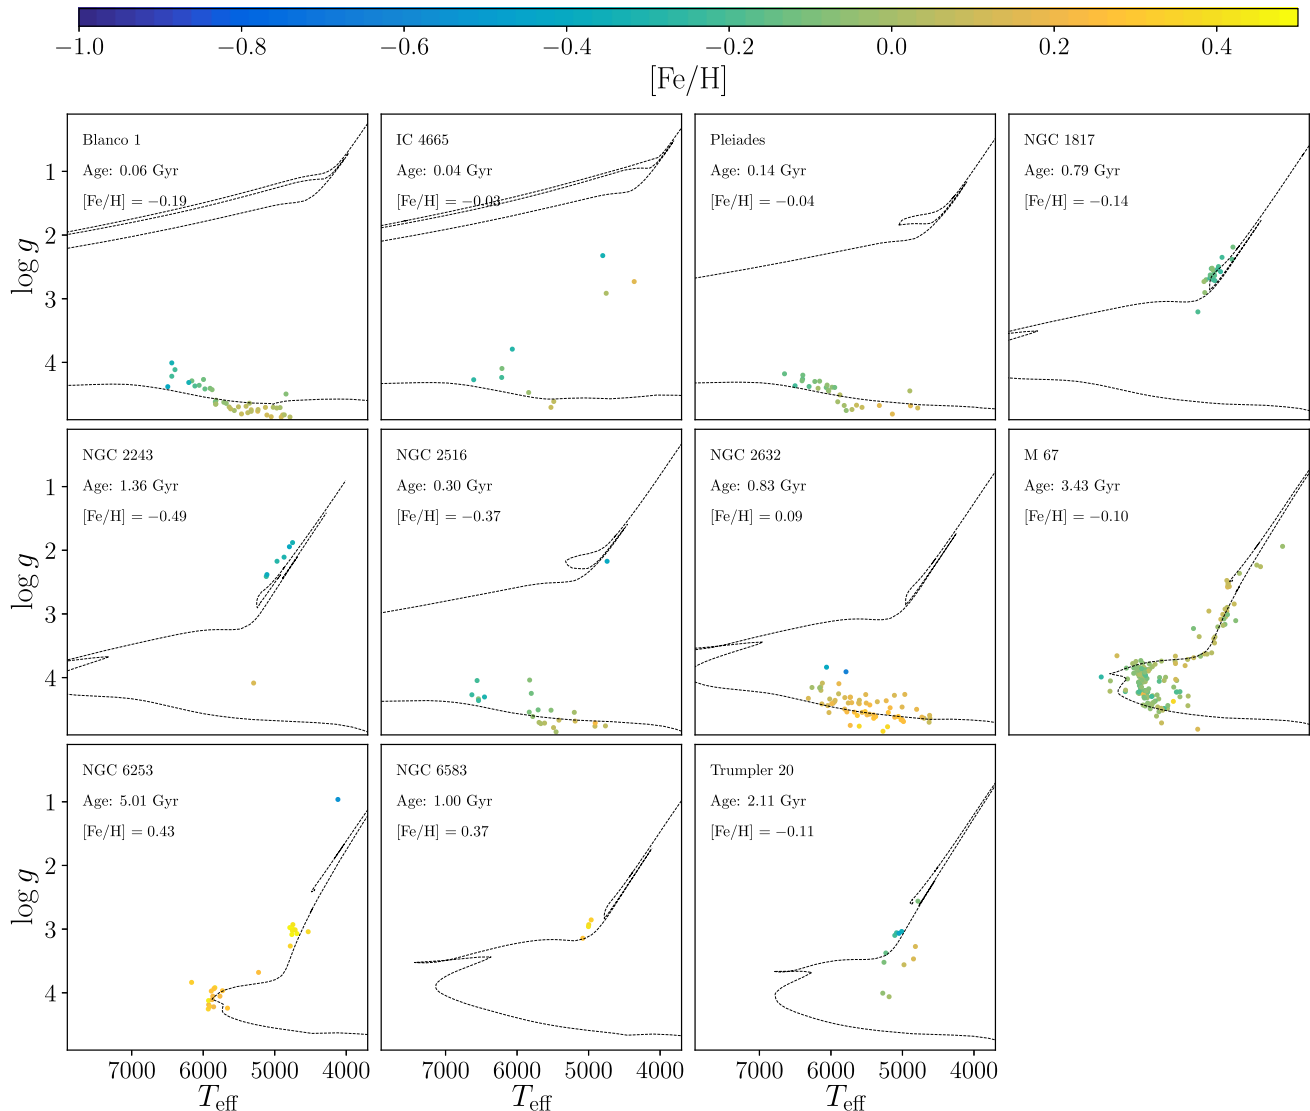 −1.0 −0.8 −0.6 −0.4 −0.2 0.0 0.2 0.4
[Fe/H]
Blanco 1
Age: 0.06 Gyr
[Fe/H] = −0.19
IC 4665
Age: 0.04 Gyr
[Fe/H] = −0.03
Pleiades
Age: 0.14 Gyr
[Fe/H] = −0.04
NGC 1817
Age: 0.79 Gyr
[Fe/H] = −0.14
1
2
3
4
log g
NGC 2243
Age: 1.36 Gyr
[Fe/H] = −0.49
NGC 2516
Age: 0.30 Gyr
[Fe/H] = −0.37
NGC 2632
Age: 0.83 Gyr
[Fe/H] = 0.09
M 67
Age: 3.43 Gyr
[Fe/H] = −0.10
1
2
3
4
log g
NGC 6253
Age: 5.01 Gyr
[Fe/H] = 0.43
NGC 6583
Age: 1.00 Gyr
[Fe/H] = 0.37
Trumpler 20
Age: 2.11 Gyr
[Fe/H] = −0.11
1
2
3
4
log g
7000 6000 5000 4000
7000 6000 5000 4000
7000 6000 5000 4000
Teff
Teff
Teff